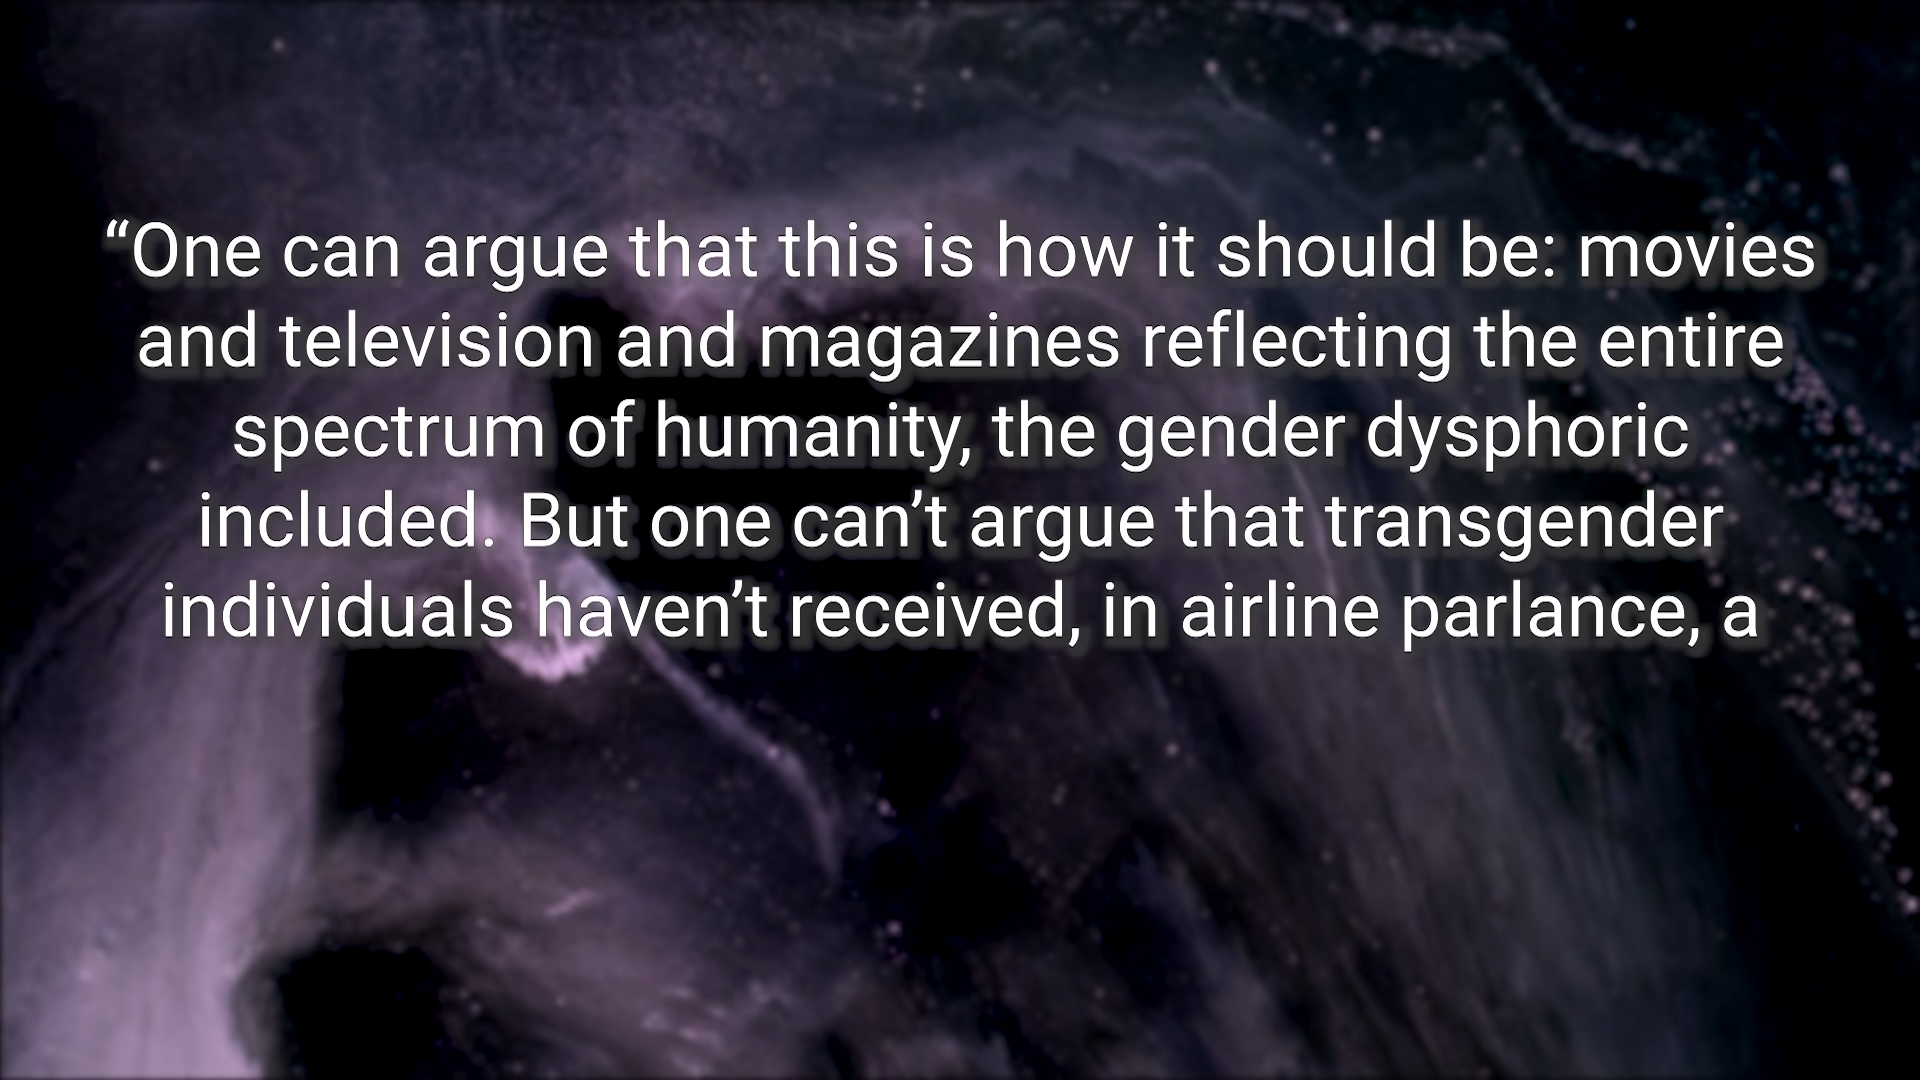 “One can argue that this is how it should be: movies
and television and magazines reflecting the entire
spectrum of humanity, the gender dysphoric
included. But one can’t argue that transgender
individuals haven’t received, in airline parlance, a